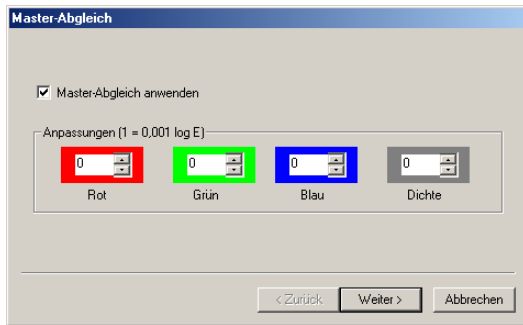 Master-Abgleich
Master-Abgleich anwenden
Anpassungen (1 = 0,001 log E)
0 0 0 0
Rot Grün Blau Dichte
< Zurück Weiter > Abbrechen